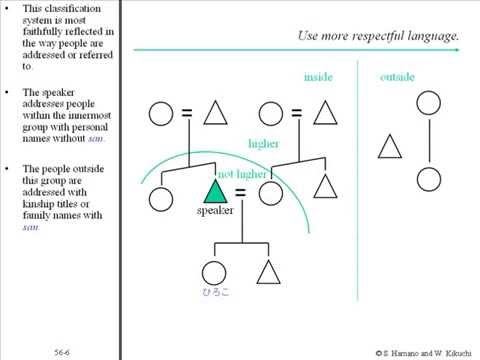 • This classification
system is most
faithfully reflected in
the way people are
addressed or referred
to.
• The speaker
addresses people
within the innermost
group with personal
names without san.
• The people outside
this group are
addressed with
kinship titles or
family names with
san.
56-6
Use more respectful language.
inside
outside
=
=
higher
not-higher
=
speaker
ひろこ
© S. Hamano and W. Kikuchi